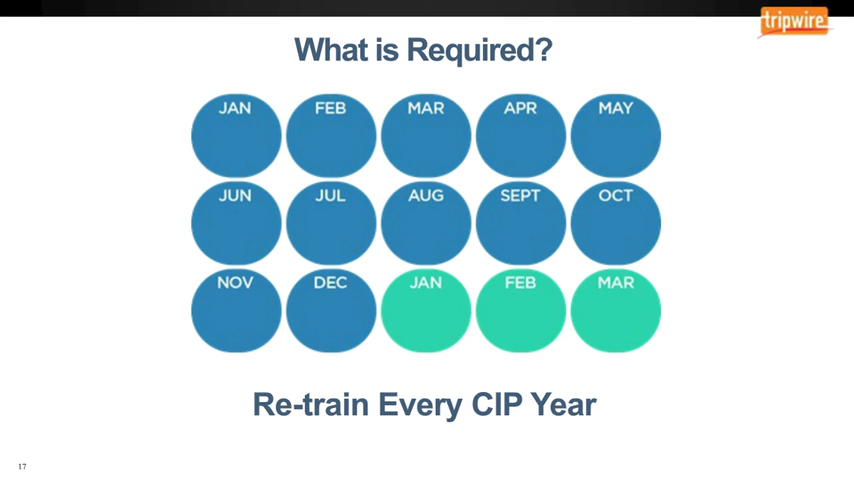 tripwire
What is Required?
JAN FEB MAR APR MAY
JUN JUL AUG SEPT OCT
NOV DEC JAN FEB MAR
Re-train Every CIP Year
17